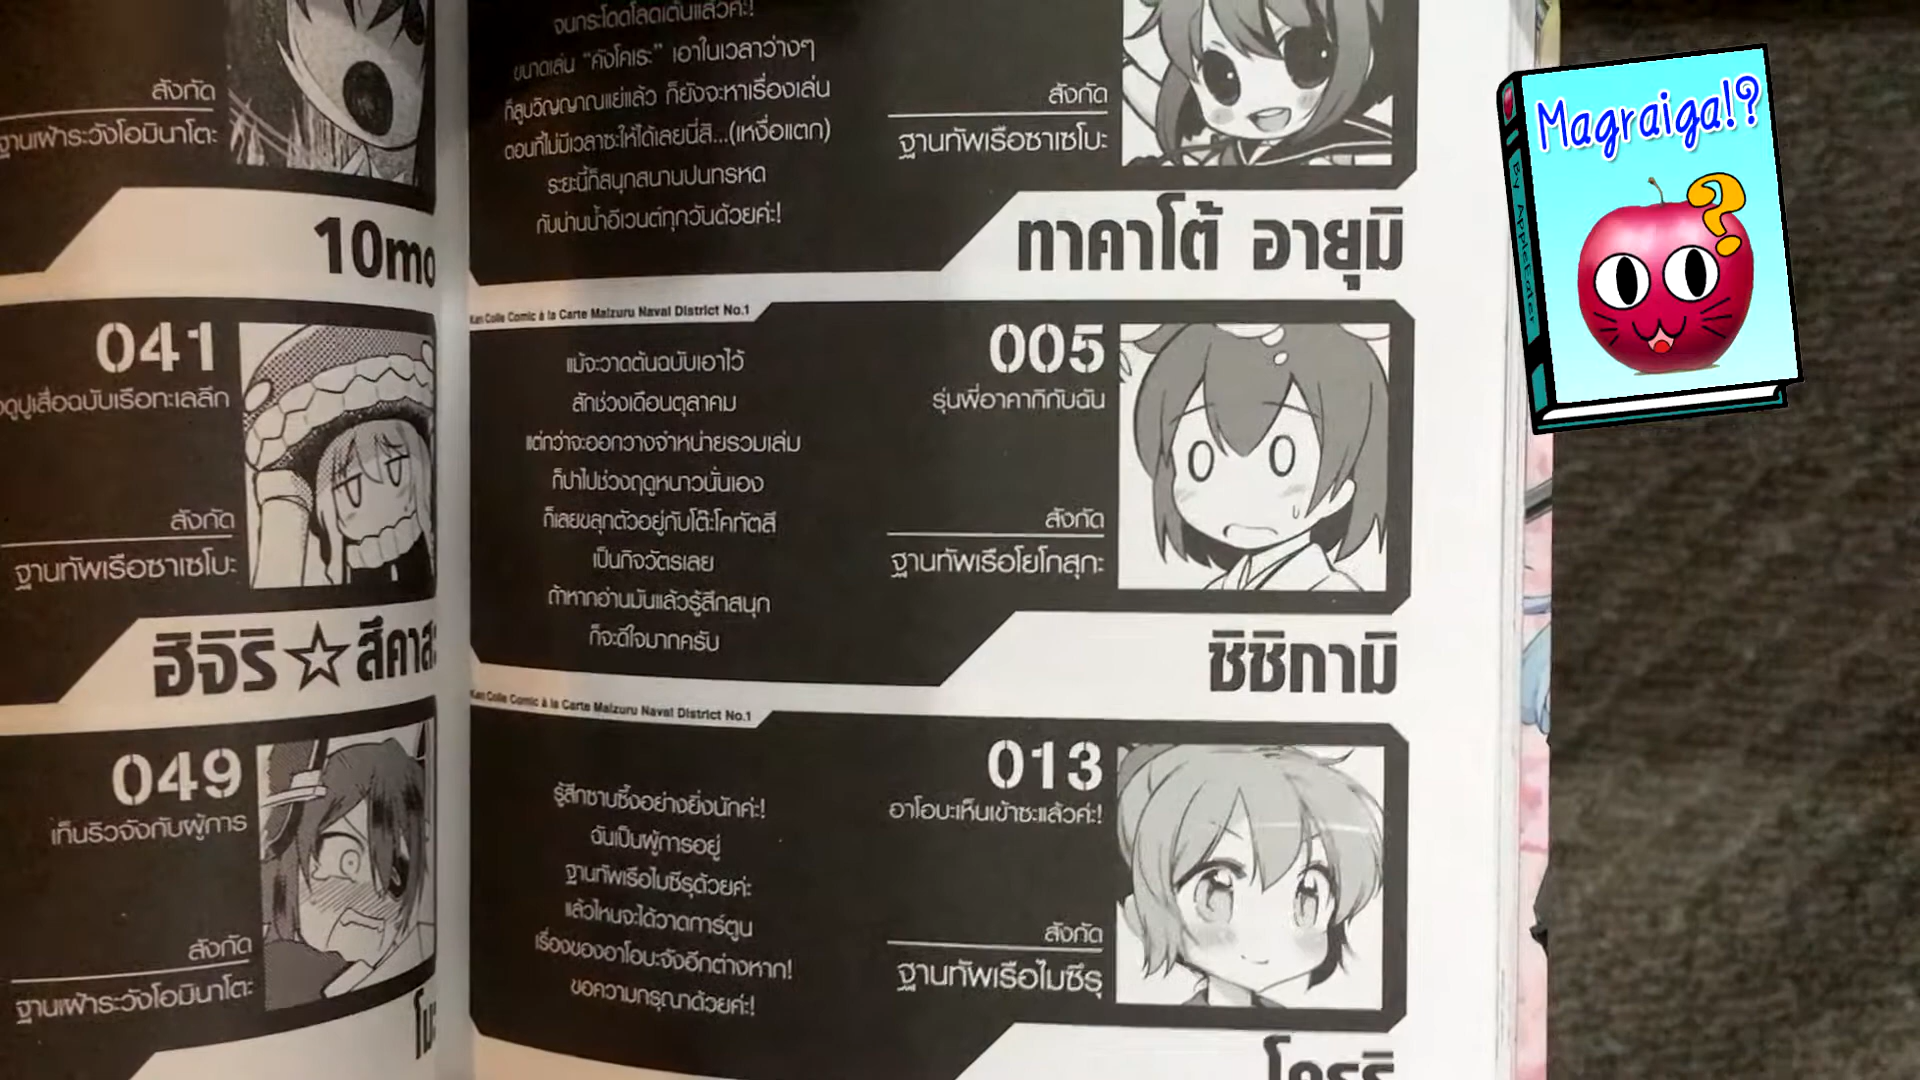 สังกัด
ฐานเฝ้าระวังโอมินาโตะ
10mo
041
สังกัด
ฐานทัพเรือซาเซโบะ
ฮิจิริ☆สึคาสะ
049
เท็นริวจังกับผู้การ
สังกัด
ฐานเฝ้าระวังโอมินาโตะ
จนกระโดดโลดเต้นแล้วค่ะ!
ขนาดเล่น “คังโคเระ” เอาในเวลาว่างๆ
ก็สูบวิญญาณแย่แล้ว ก็ยังจะหาเรื่องเล่น
ตอนที่ไม่มีเวลาซะให้ได้เลยนี่สิ...(เหงื่อแตก)
ระยะนี้ก็สนุกสนานปนทรหด
กับน่านน้ำอีเวนต์ทุกวันด้วยค่ะ!
สังกัด
ฐานทัพเรือซาเซโบะ
ทาคาโต้ อายุมิ
Kan Colle Comic à la Carte Maizuru Naval District No.1
แม้จะวาดต้นฉบับเอาไว้
สักช่วงเดือนตุลาคม
แต่กว่าจะออกวางจำหน่ายรวมเล่ม
ก็ปาไปช่วงฤดูหนาวนั่นเอง
ก็เลยขลุกตัวอยู่กับโต๊ะโคทัตสึ
เป็นกิจวัตรเลย
ถ้าหากอ่านมันแล้วรู้สึกสนุก
ก็จะดีใจมากครับ
005
รุ่นพี่อาคากิกับฉัน
สังกัด
ฐานทัพเรือโยโกสุกะ
ชิชิกามิ
Kan Colle Comic à la Carte Maizuru Naval District No.1
รู้สึกซาบซึ้งอย่างยิ่งนักค่ะ!
ฉันเป็นผู้การอยู่
ฐานทัพเรือไมซึรุด้วยค่ะ
แล้วไหนจะได้วาดการ์ตูน
เรื่องของอาโอบะจังอีกต่างหาก!
ขอความกรุณาด้วยค่ะ!
013
อาโอบะเห็นเข้าซะแล้วค่ะ!
สังกัด
ฐานทัพเรือไมซึรุ
Magraiga!?
By AppleEater